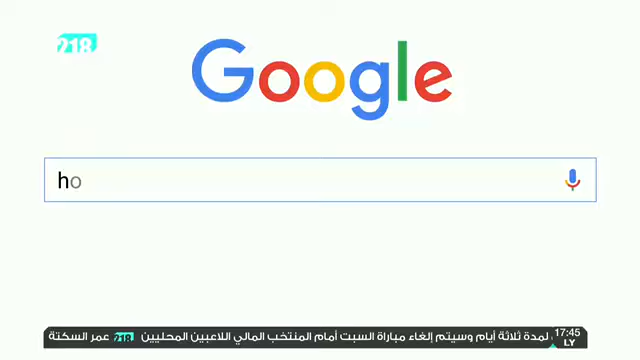 218
Google
ho
لمدة ثلاثة أيام وسيتم إلغاء مباراة السبت أمام المنتخب المالي اللاعبين المحليين 218 عمر السكتة
17:45
LY